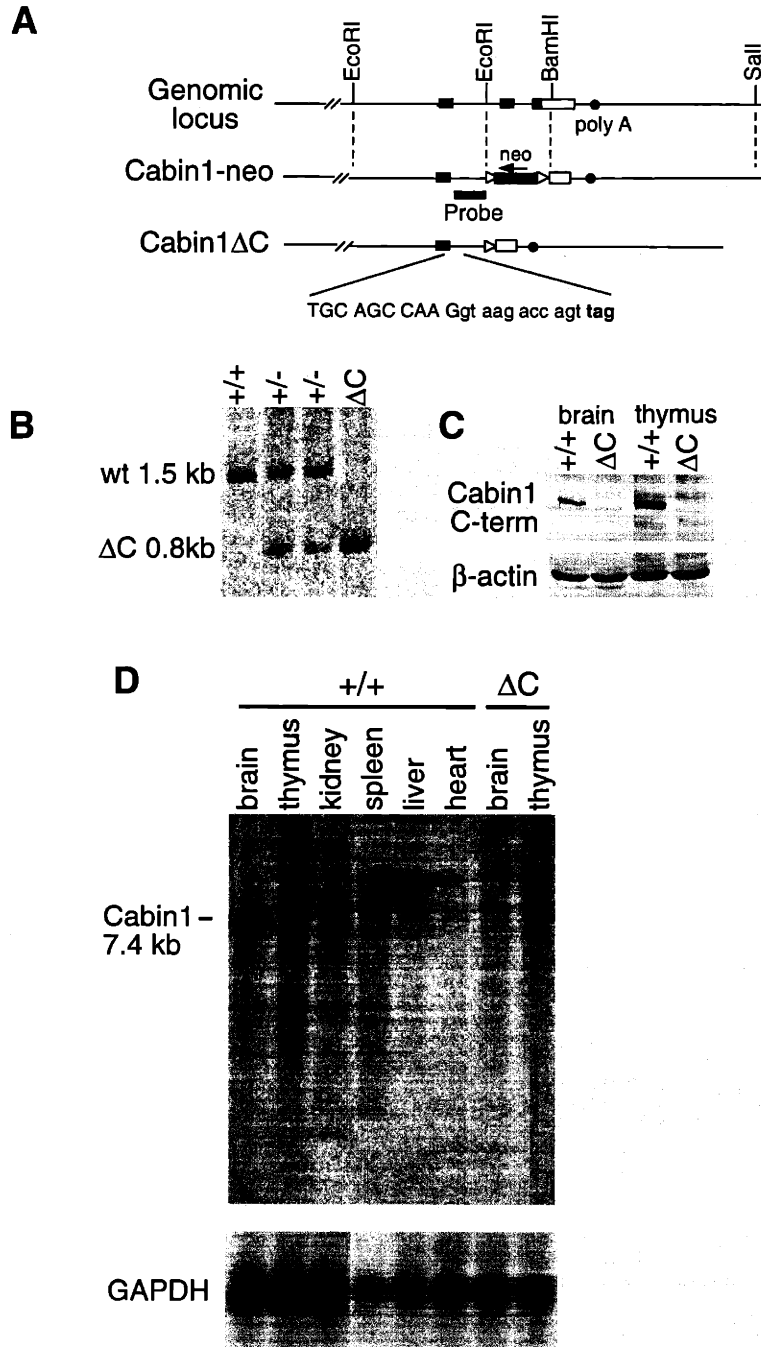 A
EcoRI
EcoRI
BamHI
SalI
Genomic
locus
poly A
neo
Cabin1-neo
Probe
Cabin1ΔC
TGC AGC CAA Ggt aag acc agt tag
B
+/+
+/-
+/-
ΔC
wt 1.5 kb
ΔC 0.8kb
C
brain
thymus
+/+
ΔC
+/+
ΔC
Cabin1
C-term
β-actin
D
+/+
ΔC
brain
thymus
kidney
spleen
liver
heart
brain
thymus
Cabin1 –
7.4 kb
GAPDH